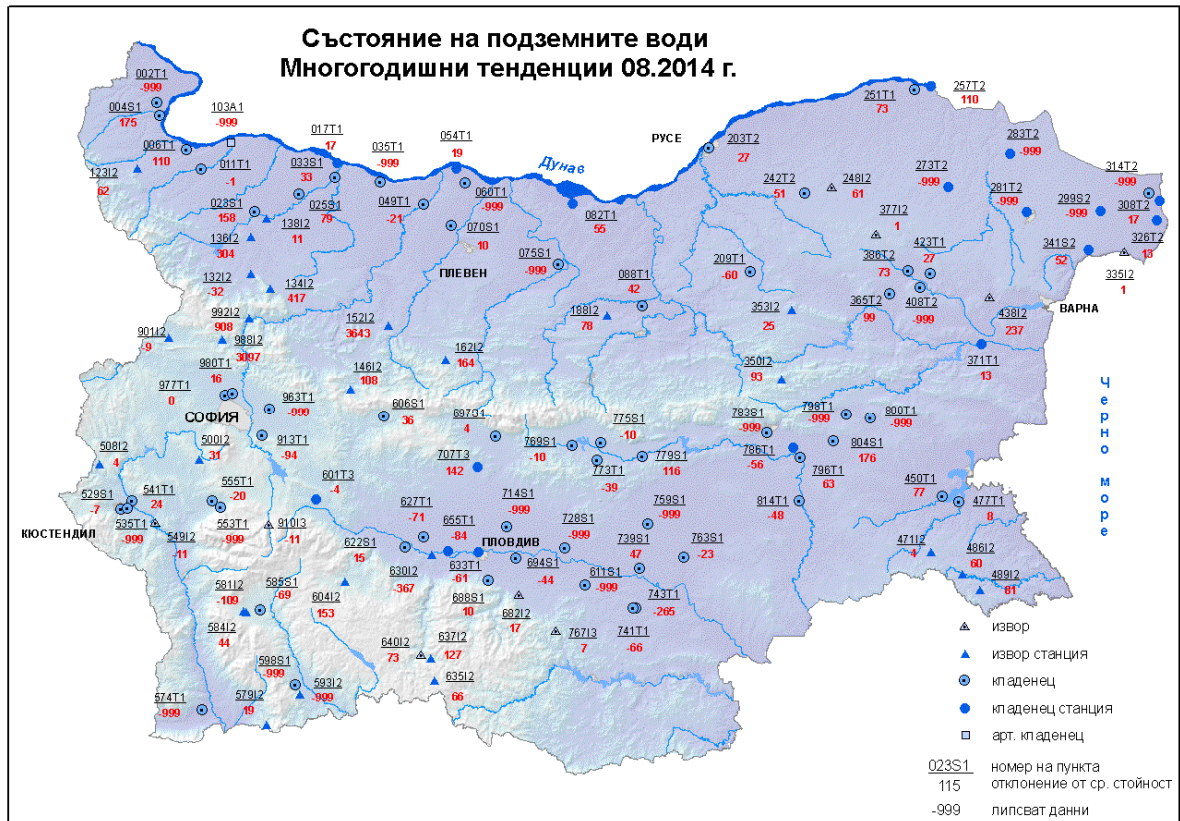 Състояние на подземните води
Многогодишни тенденции 08.2014 г.
002T1
-999
004S1
175
103A1
-999
006T1
110
011T1
-1
123I2
62
017T1
17
033S1
33
035T1
-999
054T1
19
Дунав
РУСЕ
203T2
27
251T1
73
257T2
110
283T2
-999
273T2
-999
314T2
-999
242T2
51
248I2
61
281T2
-999
299S2
-999
308T2
17
326T2
13
335I2
1
341S2
52
377I2
1
423T1
27
386T2
73
023S1
158
025S1
79
138I2
11
136I2
304
049T1
-21
060T1
-999
070S1
10
082T1
55
ПЛЕВЕН
075S1
-999
088T1
42
209T1
-60
132I2
-32
134I2
417
992I2
908
988I2
3097
901I2
-9
152I2
3643
188I2
78
162I2
164
353I2
25
365T2
99
408T2
-999
438I2
237
ВАРНА
371T1
13
350I2
93
980T1
16
977T1
0
146I2
108
СОФИЯ
963T1
-999
606S1
36
697S1
4
775S1
-10
769S1
-10
783S1
-999
798T1
-999
800T1
-999
804S1
176
786T1
-56
796T1
63
Черно море
508I2
4
500I2
31
913T1
-94
707T3
142
773T1
-39
779S1
116
601T3
-4
529S1
-7
541T1
24
555T1
-20
535T1
-999
КЮСТЕНДИЛ
549I2
11
553T1
-999
910I3
-11
627T1
-71
655T1
-84
714S1
-999
728S1
-999
759S1
-999
739S1
47
763S1
-23
814T1
-48
450T1
77
477T1
8
471I2
4
486I2
60
489I2
81
ПЛОВДИВ
622S1
15
630I2
-367
633T1
-61
694S1
-44
611S1
-999
688S1
10
682I2
17
743T1
-265
741T1
-66
767I3
7
581I2
-109
585S1
-69
604I2
153
584I2
44
640I2
73
637I2
127
635I2
66
598S1
-999
593I2
-999
579I2
19
574T1
-999
извор
извор станция
кладенец
кладенец станция
арт. кладенец
023S1 номер на пункта
115 отклонение от ср. стойност
-999 липсват данни